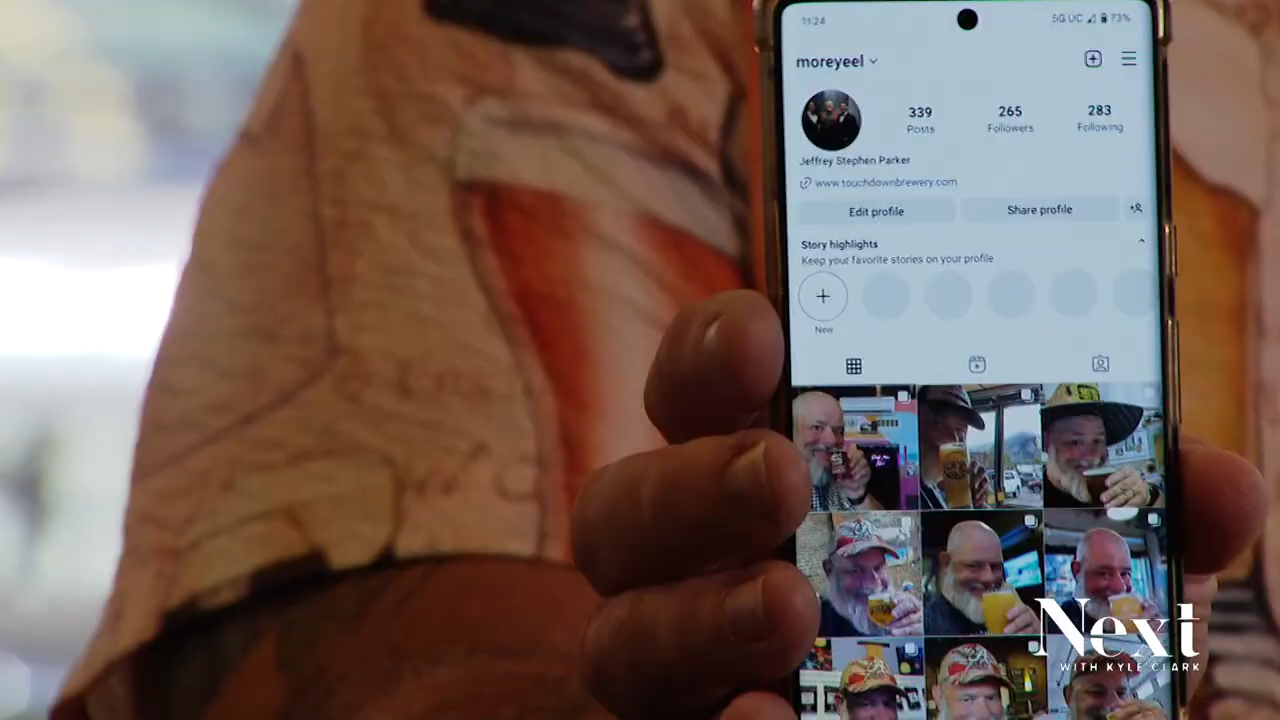 11:24 5G UC 73%
moreyeel
339 265 283
Posts Followers Following
Jeffrey Stephen Parker
www.touchdownbrewery.com
Edit profile Share profile
Story highlights
Keep your favorite stories on your profile
New
Next
WITH KYLE CLARK